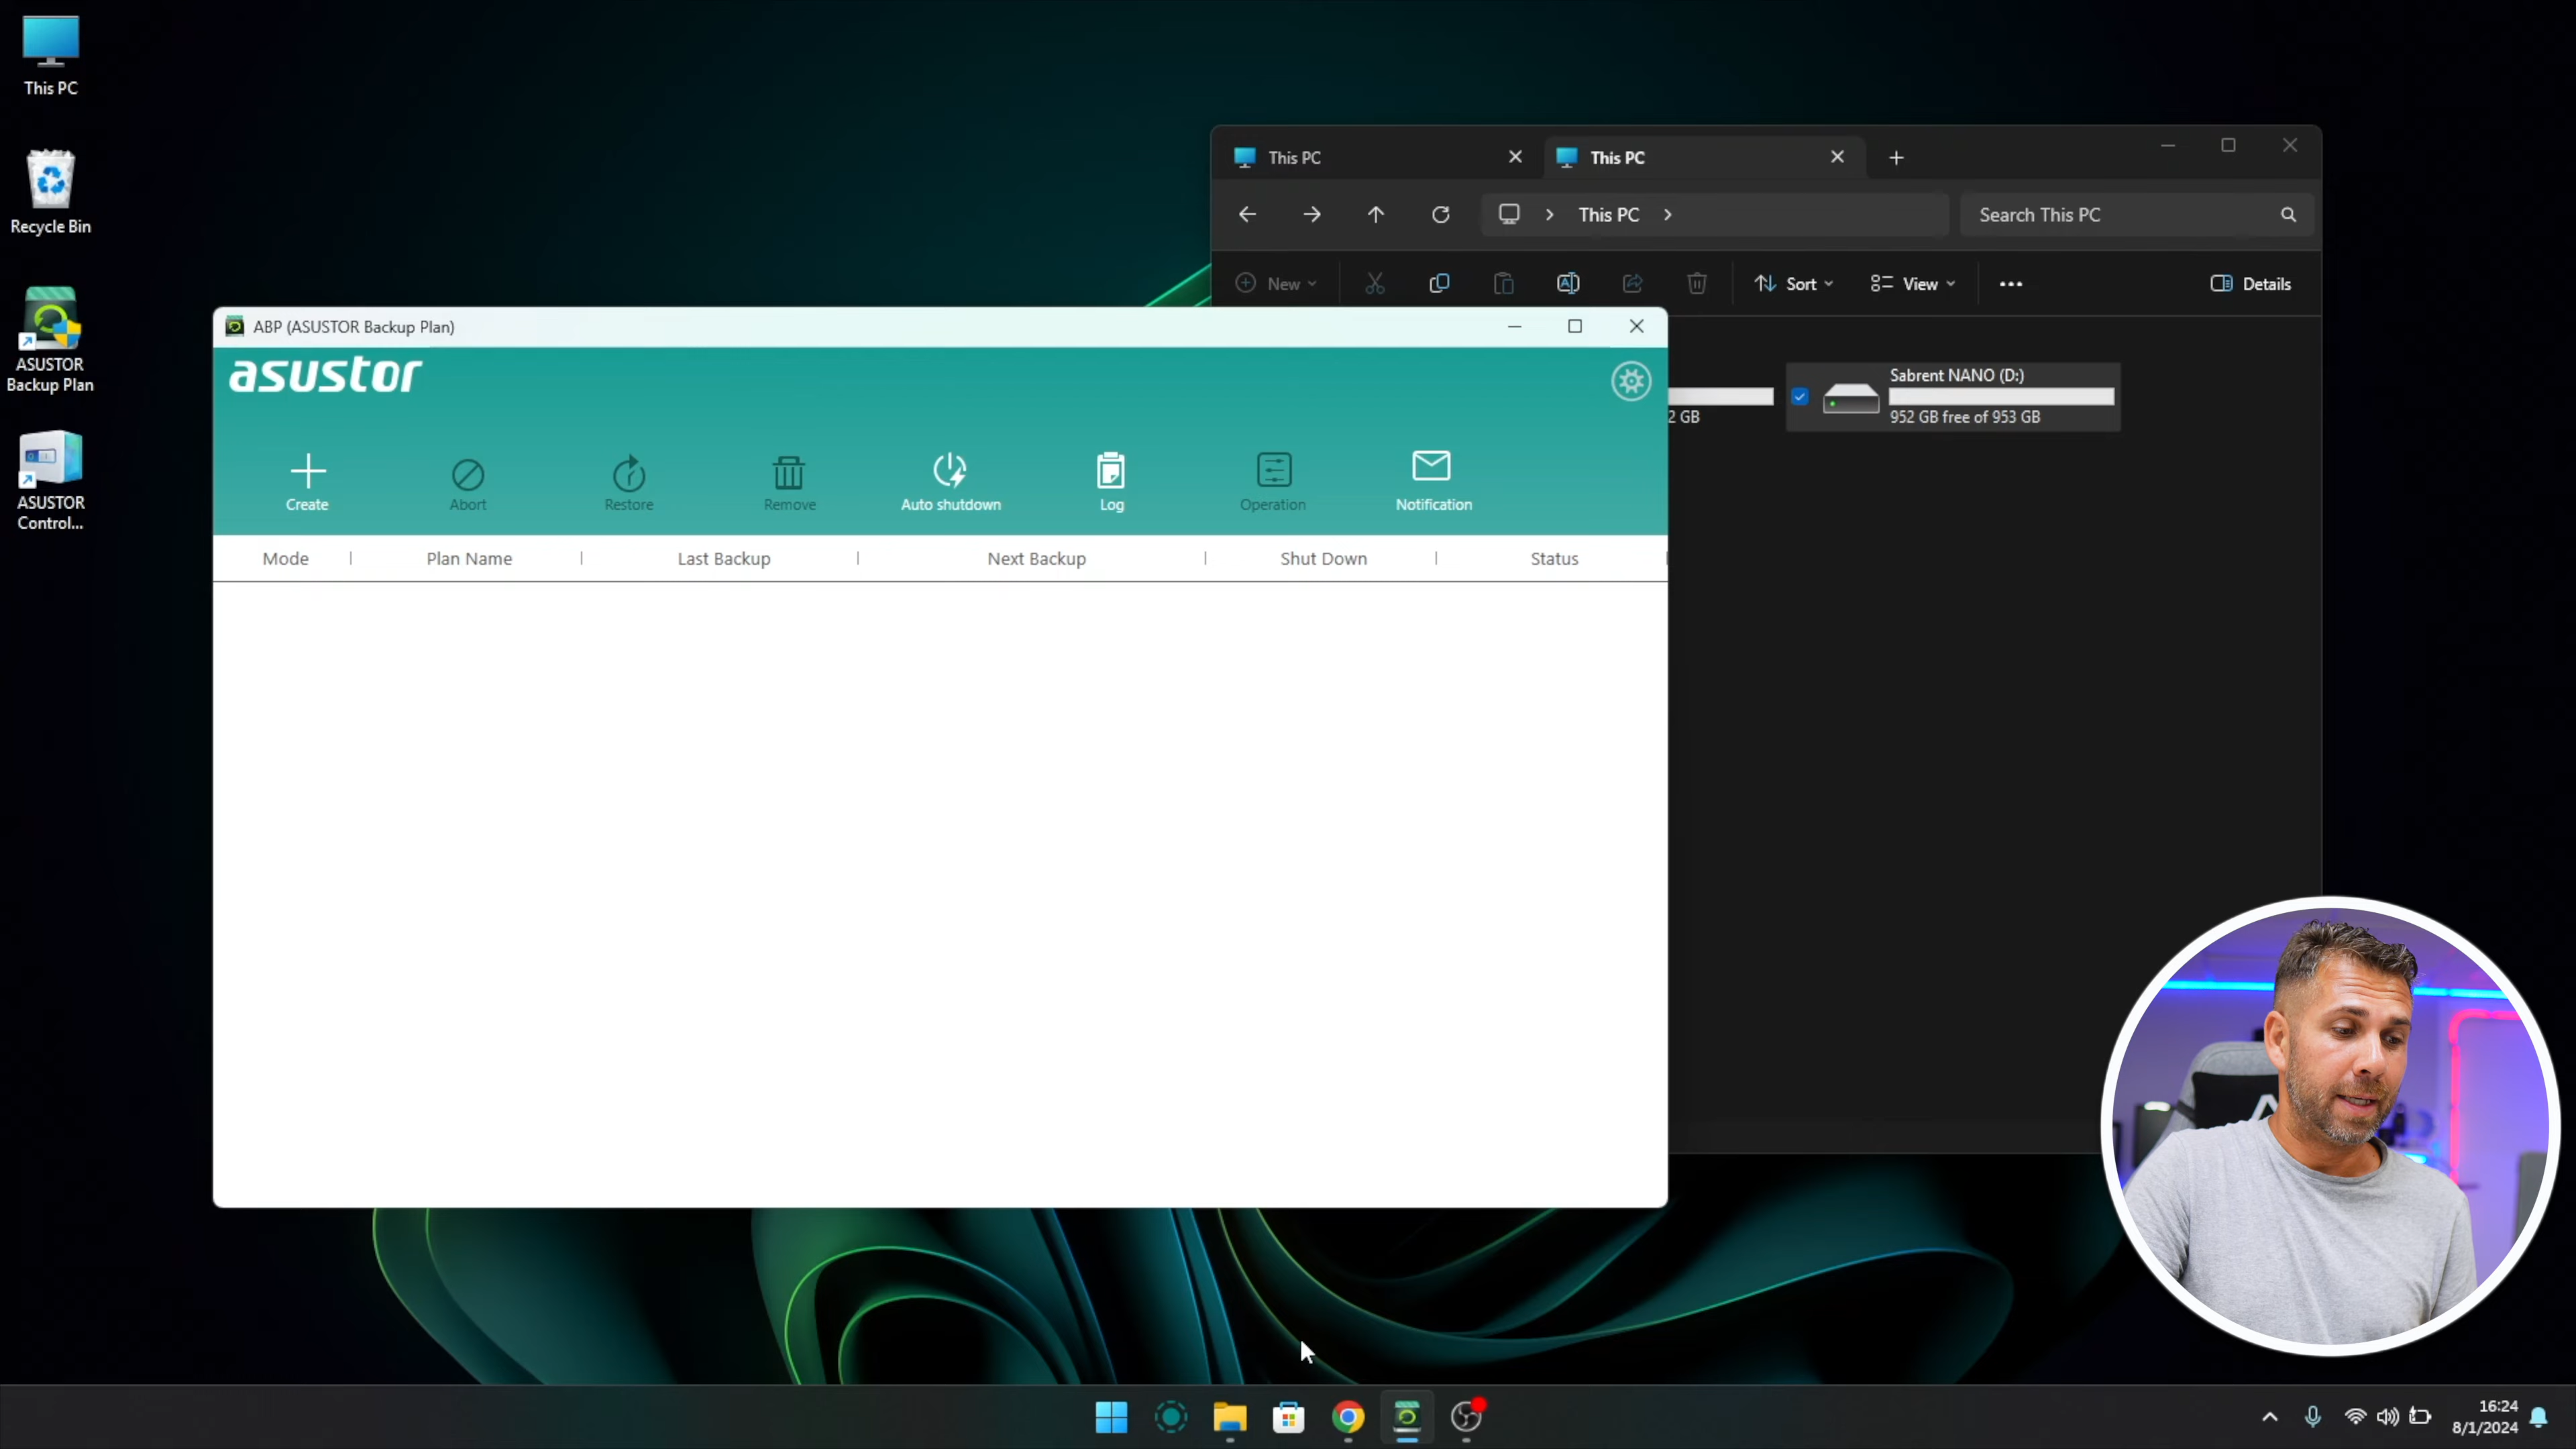 This PC
Recycle Bin
ASUSTOR
Backup Plan
ASUSTOR
Control...
This PC
This PC
This PC
Search This PC
New
Sort
View
Details
Sabrent NANO (D:)
2 GB
952 GB free of 953 GB
ABP (ASUSTOR Backup Plan)
asustor
Create
Abort
Restore
Remove
Auto shutdown
Log
Operation
Notification
Mode
Plan Name
Last Backup
Next Backup
Shut Down
Status
16:24
8/1/2024